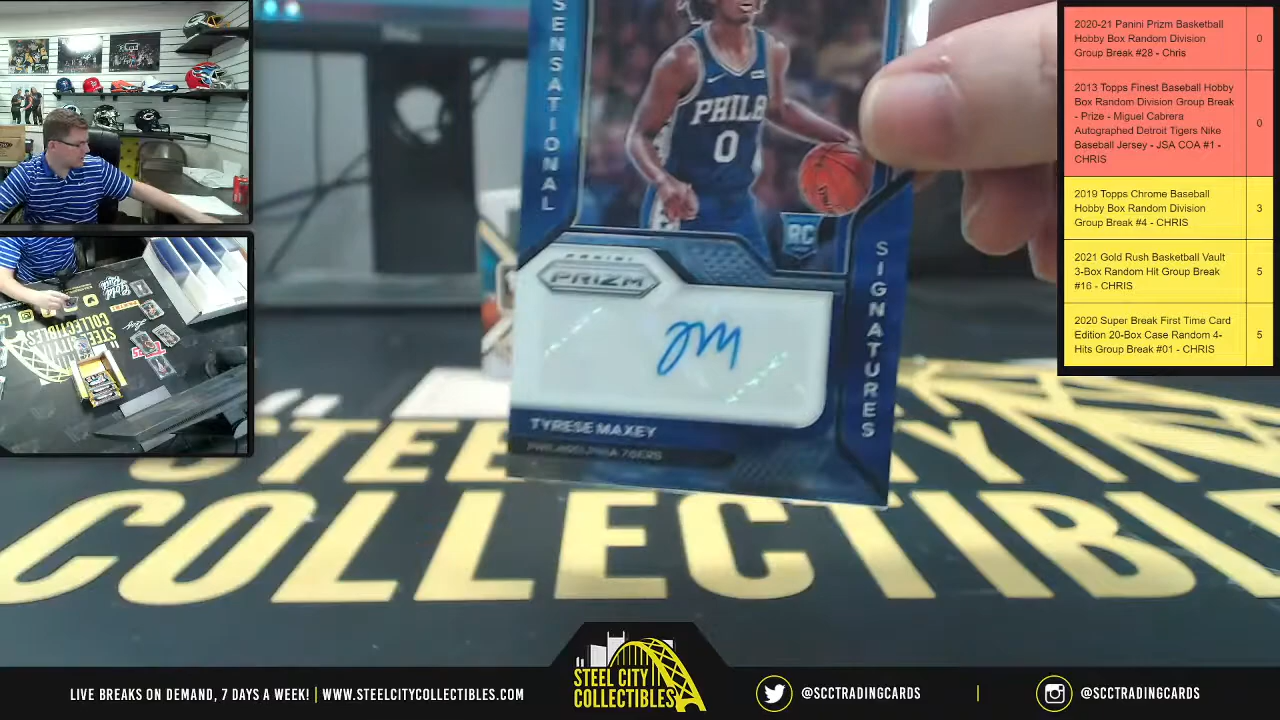 SENSATIONAL
PHILA
0
RC
SIGNATURES
PANINI
PRIZM
TYRESE MAXEY
PHILADELPHIA 76ERS
STEEL
COLLECTIBL
2020-21 Panini Prizm Basketball
Hobby Box Random Division
Group Break #28 - Chris
0
2013 Topps Finest Baseball Hobby
Box Random Division Group Break
- Prize - Miguel Cabrera
Autographed Detroit Tigers Nike
Baseball Jersey - JSA COA #1 -
CHRIS
0
2019 Topps Chrome Baseball
Hobby Box Random Division
Group Break #4 - CHRIS
3
2021 Gold Rush Basketball Vault
3-Box Random Hit Group Break
#16 - CHRIS
5
2020 Super Break First Time Card
Edition 20-Box Case Random 4-
Hits Group Break #01 - CHRIS
5
STEEL CITY
COLLECTIBLES
LIVE BREAKS ON DEMAND, 7 DAYS A WEEK! | WWW.STEELCITYCOLLECTIBLES.COM
STEEL CITY
COLLECTIBLES
@SCCTRADINGCARDS
|
@SCCTRADINGCARDS